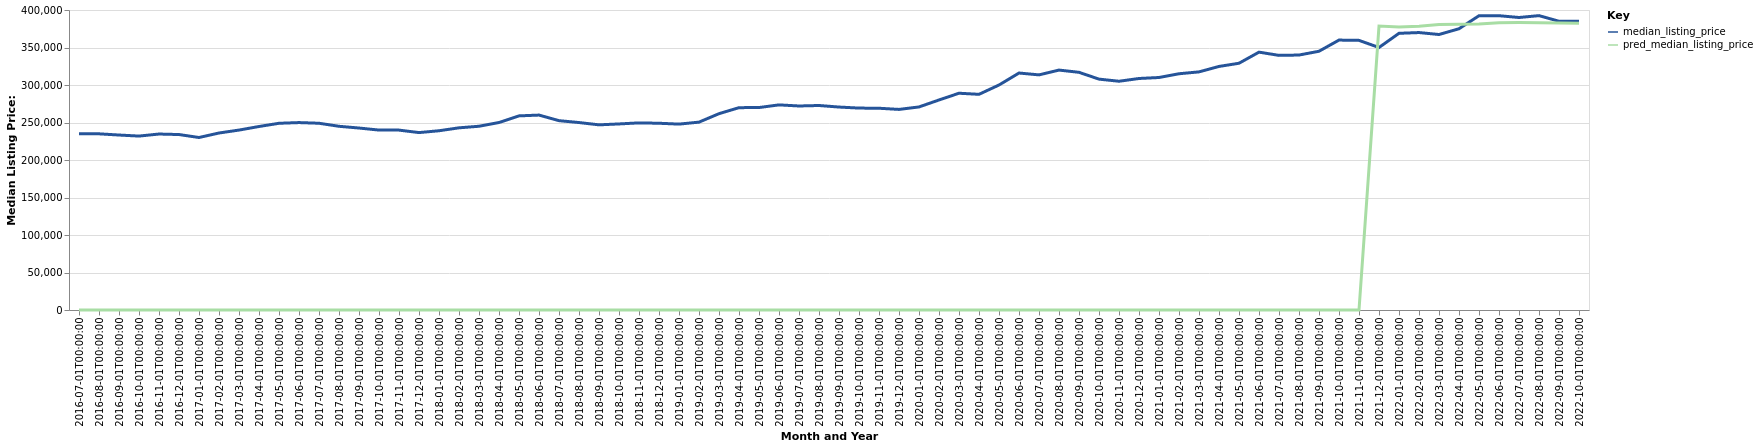 400,000
350,000
300,000
250,000
200,000
150,000
100,000
50,000
0
Median Listing Price:
2016-07-01T00:00:00
2016-08-01T00:00:00
2016-09-01T00:00:00
2016-10-01T00:00:00
2016-11-01T00:00:00
2016-12-01T00:00:00
2017-01-01T00:00:00
2017-02-01T00:00:00
2017-03-01T00:00:00
2017-04-01T00:00:00
2017-05-01T00:00:00
2017-06-01T00:00:00
2017-07-01T00:00:00
2017-08-01T00:00:00
2017-09-01T00:00:00
2017-10-01T00:00:00
2017-11-01T00:00:00
2017-12-01T00:00:00
2018-01-01T00:00:00
2018-02-01T00:00:00
2018-03-01T00:00:00
2018-04-01T00:00:00
2018-05-01T00:00:00
2018-06-01T00:00:00
2018-07-01T00:00:00
2018-08-01T00:00:00
2018-09-01T00:00:00
2018-10-01T00:00:00
2018-11-01T00:00:00
2018-12-01T00:00:00
2019-01-01T00:00:00
2019-02-01T00:00:00
2019-03-01T00:00:00
2019-04-01T00:00:00
2019-05-01T00:00:00
2019-06-01T00:00:00
2019-07-01T00:00:00
2019-08-01T00:00:00
2019-09-01T00:00:00
2019-10-01T00:00:00
2019-11-01T00:00:00
2019-12-01T00:00:00
2020-01-01T00:00:00
2020-02-01T00:00:00
2020-03-01T00:00:00
2020-04-01T00:00:00
2020-05-01T00:00:00
2020-06-01T00:00:00
2020-07-01T00:00:00
2020-08-01T00:00:00
2020-09-01T00:00:00
2020-10-01T00:00:00
2020-11-01T00:00:00
2020-12-01T00:00:00
2021-01-01T00:00:00
2021-02-01T00:00:00
2021-03-01T00:00:00
2021-04-01T00:00:00
2021-05-01T00:00:00
2021-06-01T00:00:00
2021-07-01T00:00:00
2021-08-01T00:00:00
2021-09-01T00:00:00
2021-10-01T00:00:00
2021-11-01T00:00:00
2021-12-01T00:00:00
2022-01-01T00:00:00
2022-02-01T00:00:00
2022-03-01T00:00:00
2022-04-01T00:00:00
2022-05-01T00:00:00
2022-06-01T00:00:00
2022-07-01T00:00:00
2022-08-01T00:00:00
2022-09-01T00:00:00
2022-10-01T00:00:00
Month and Year
Key
median_listing_price
pred_median_listing_price